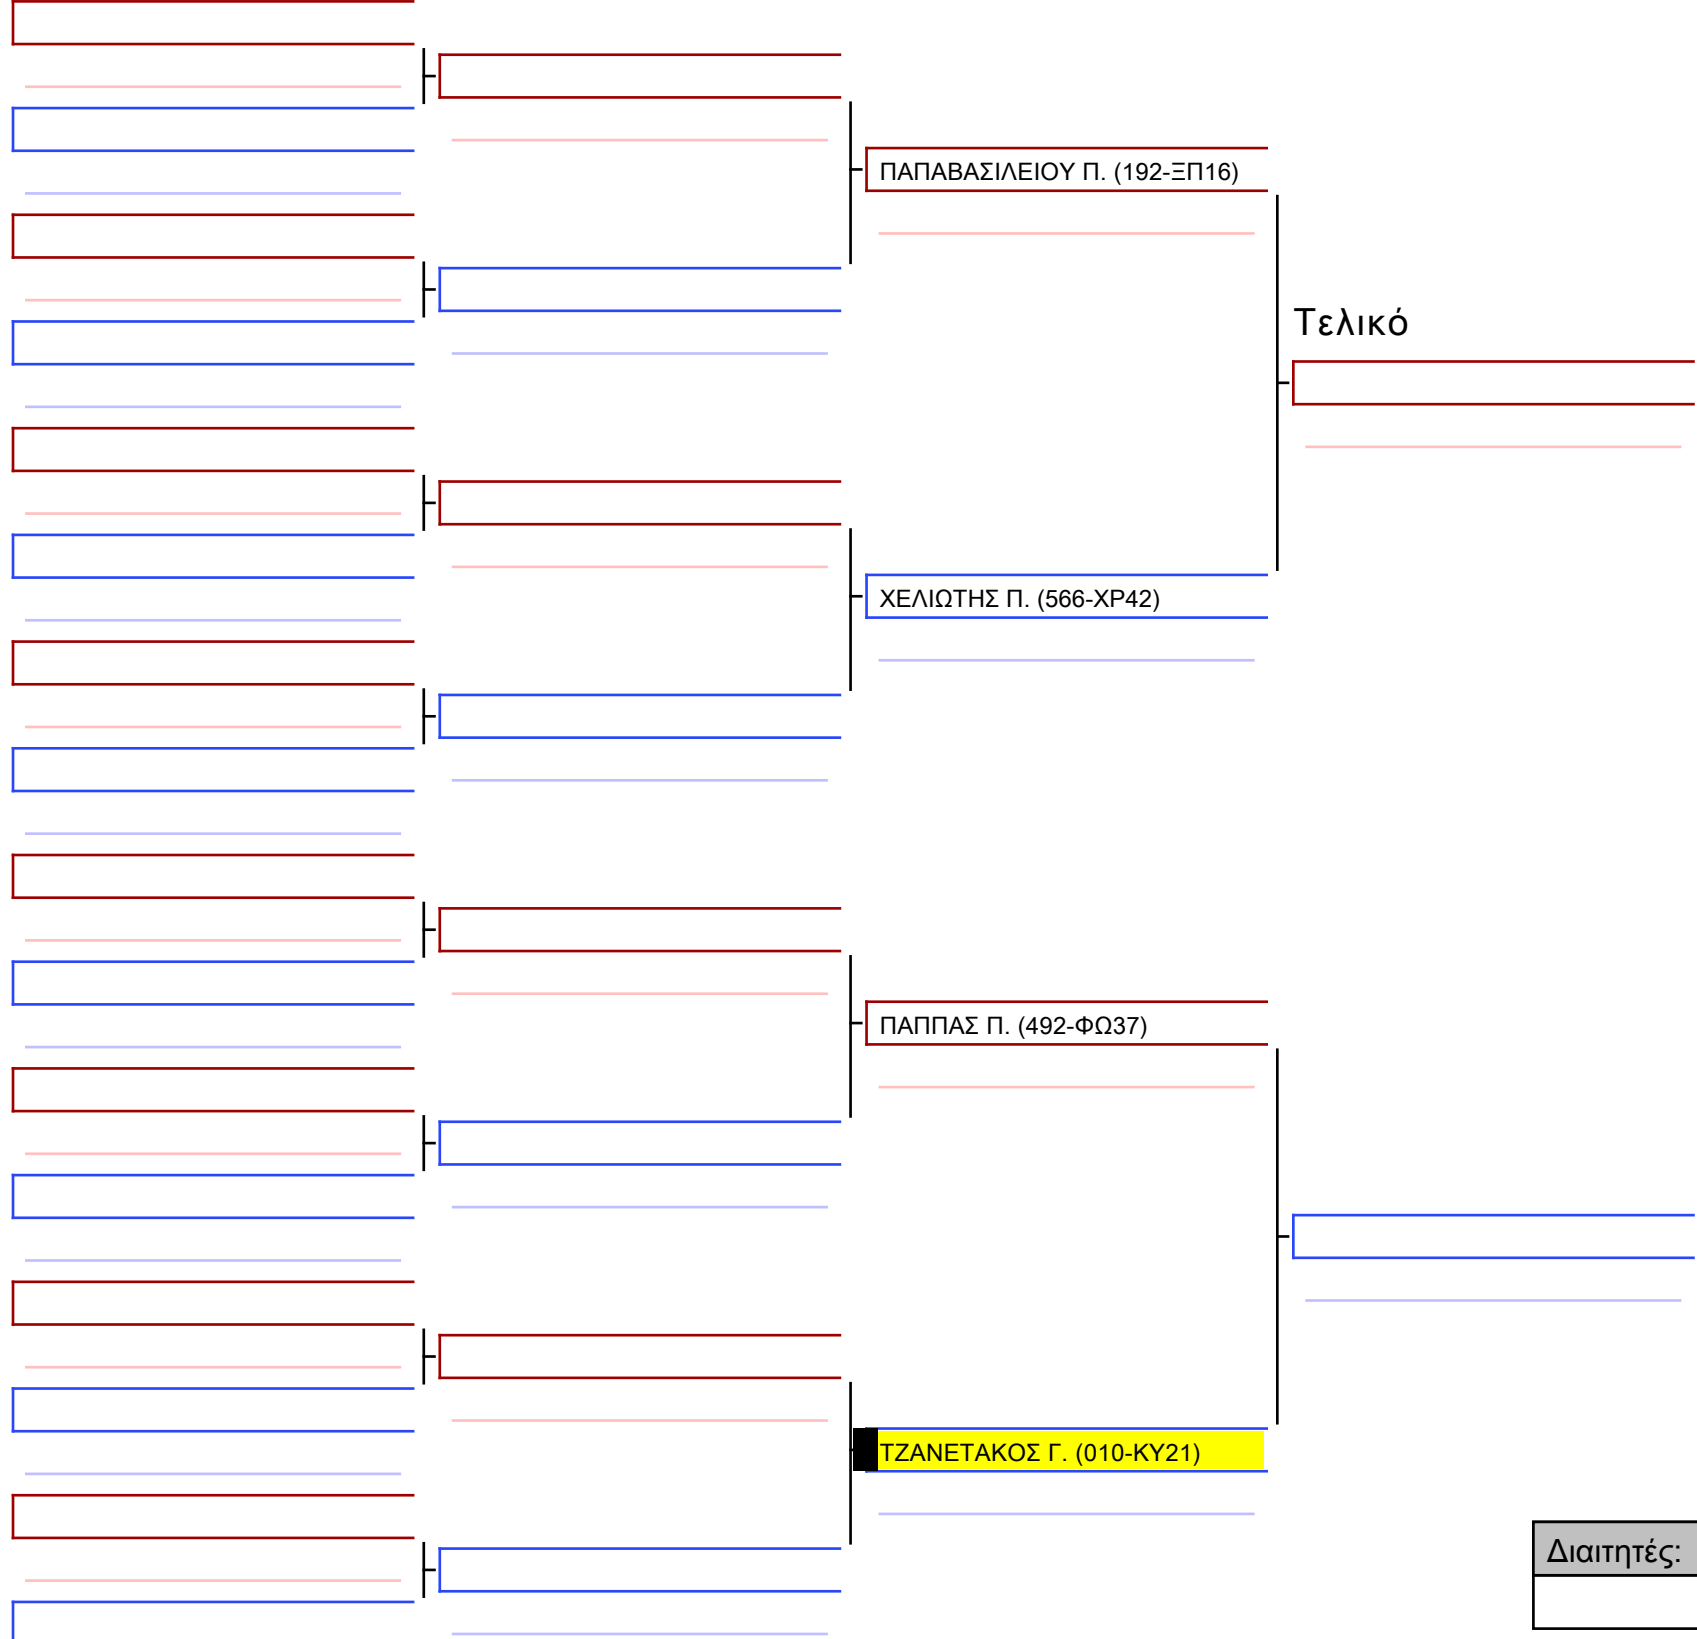 ΠΑΠΑΒΑΣΙΛΕΙΟΥ Π. (192-ΞΠ16)
Τελικό
ΧΕΛΙΩΤΗΣ Π. (566-ΧΡ42)
ΠΑΠΠΑΣ Π. (492-ΦΩ37)
ΤΖΑΝΕΤΑΚΟΣ Γ. (010-ΚΥ21)
Διαιτητές: